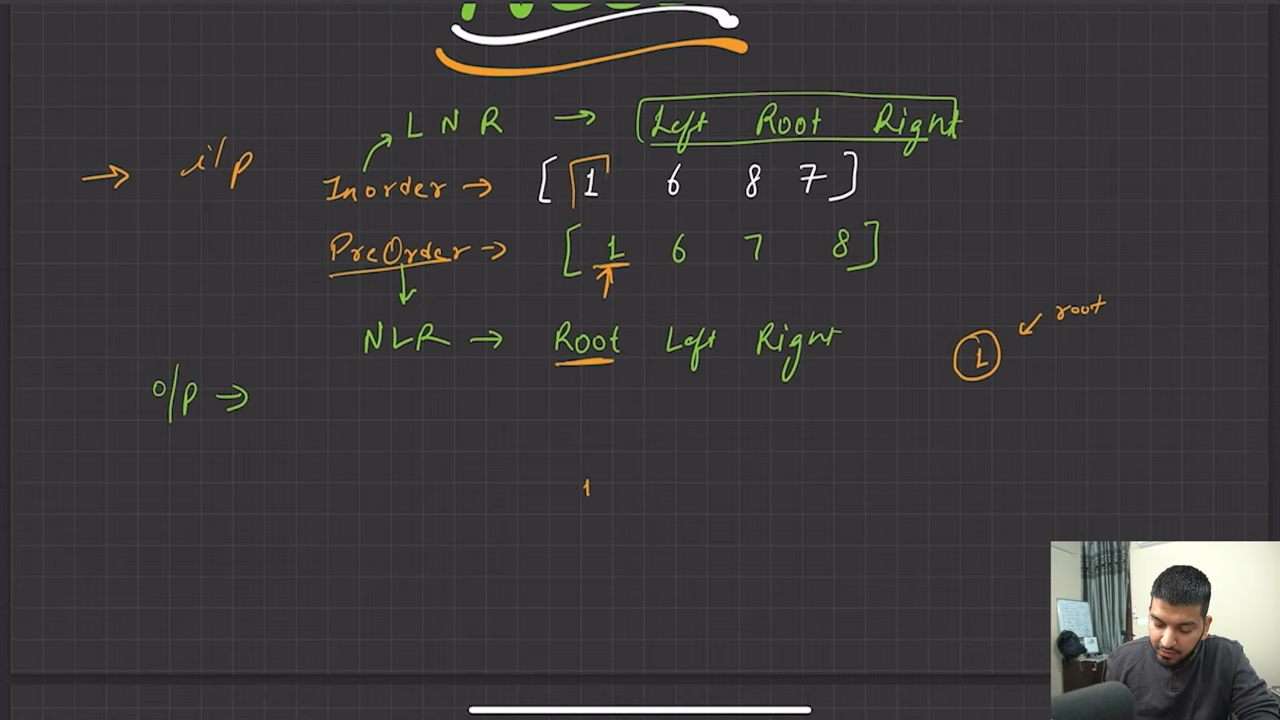 L N R → [Left Root Right
→ i/p
Inorder → [ 1 6 8 7 ]
PreOrder → [ 1 6 7 8 ]
NLR → Root Left Right
root
1
o/p →
1